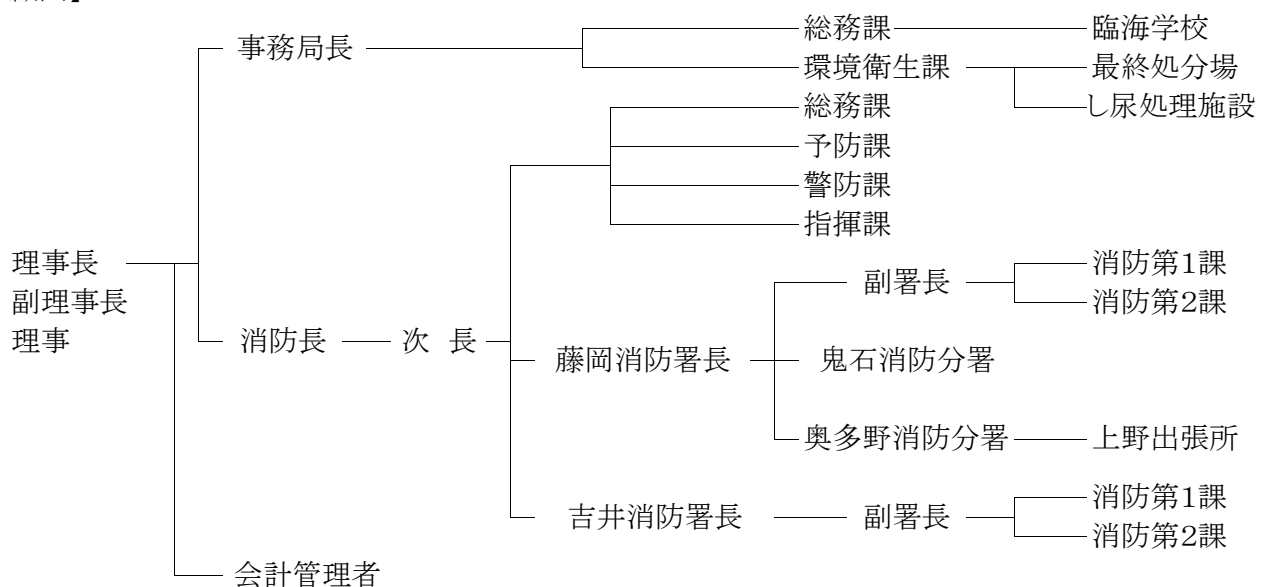 事務局長
総務課
臨海学校
環境衛生課
最終処分場
し尿処理施設
総務課
予防課
警防課
指揮課
理事長
副理事長
理事
消防長
次 長
藤岡消防署長
副署長
消防第1課
消防第2課
鬼石消防分署
奥多野消防分署
上野出張所
吉井消防署長
副署長
消防第1課
消防第2課
会計管理者